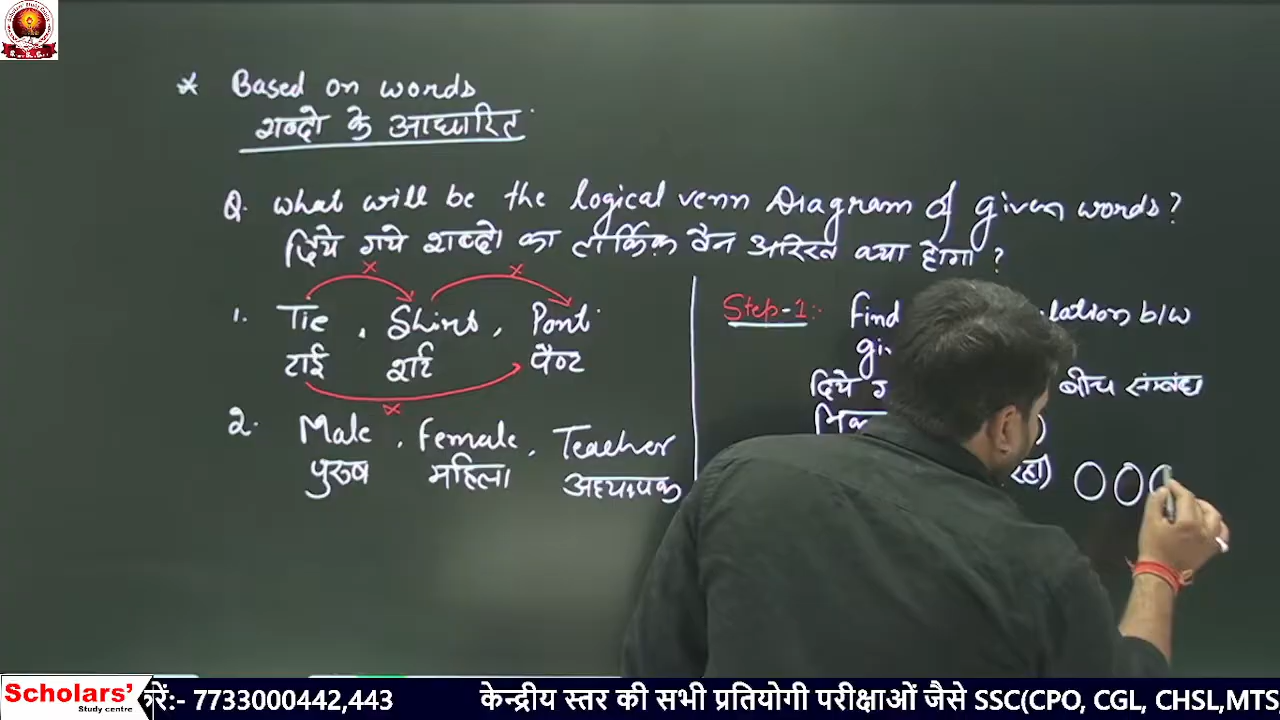 * Based on words
शब्दो के आधारित
Q. What will be the logical venn Diagram of given words?
दिये गये शब्दो का तार्किक वैन आरेख क्या होगा ?
1. Tie, Shirt, Pant
टाई शर्ट पैण्ट
2. Male, Female, Teacher
पुरुष महिला अध्यापक
Step-1:- Find b/w
दिये बीच संम्बंध
Scholars'
Study centre
करें:- 7733000442,443 केन्द्रीय स्तर की सभी प्रतियोगी परीक्षाओं जैसे SSC(CPO, CGL, CHSL,MTS